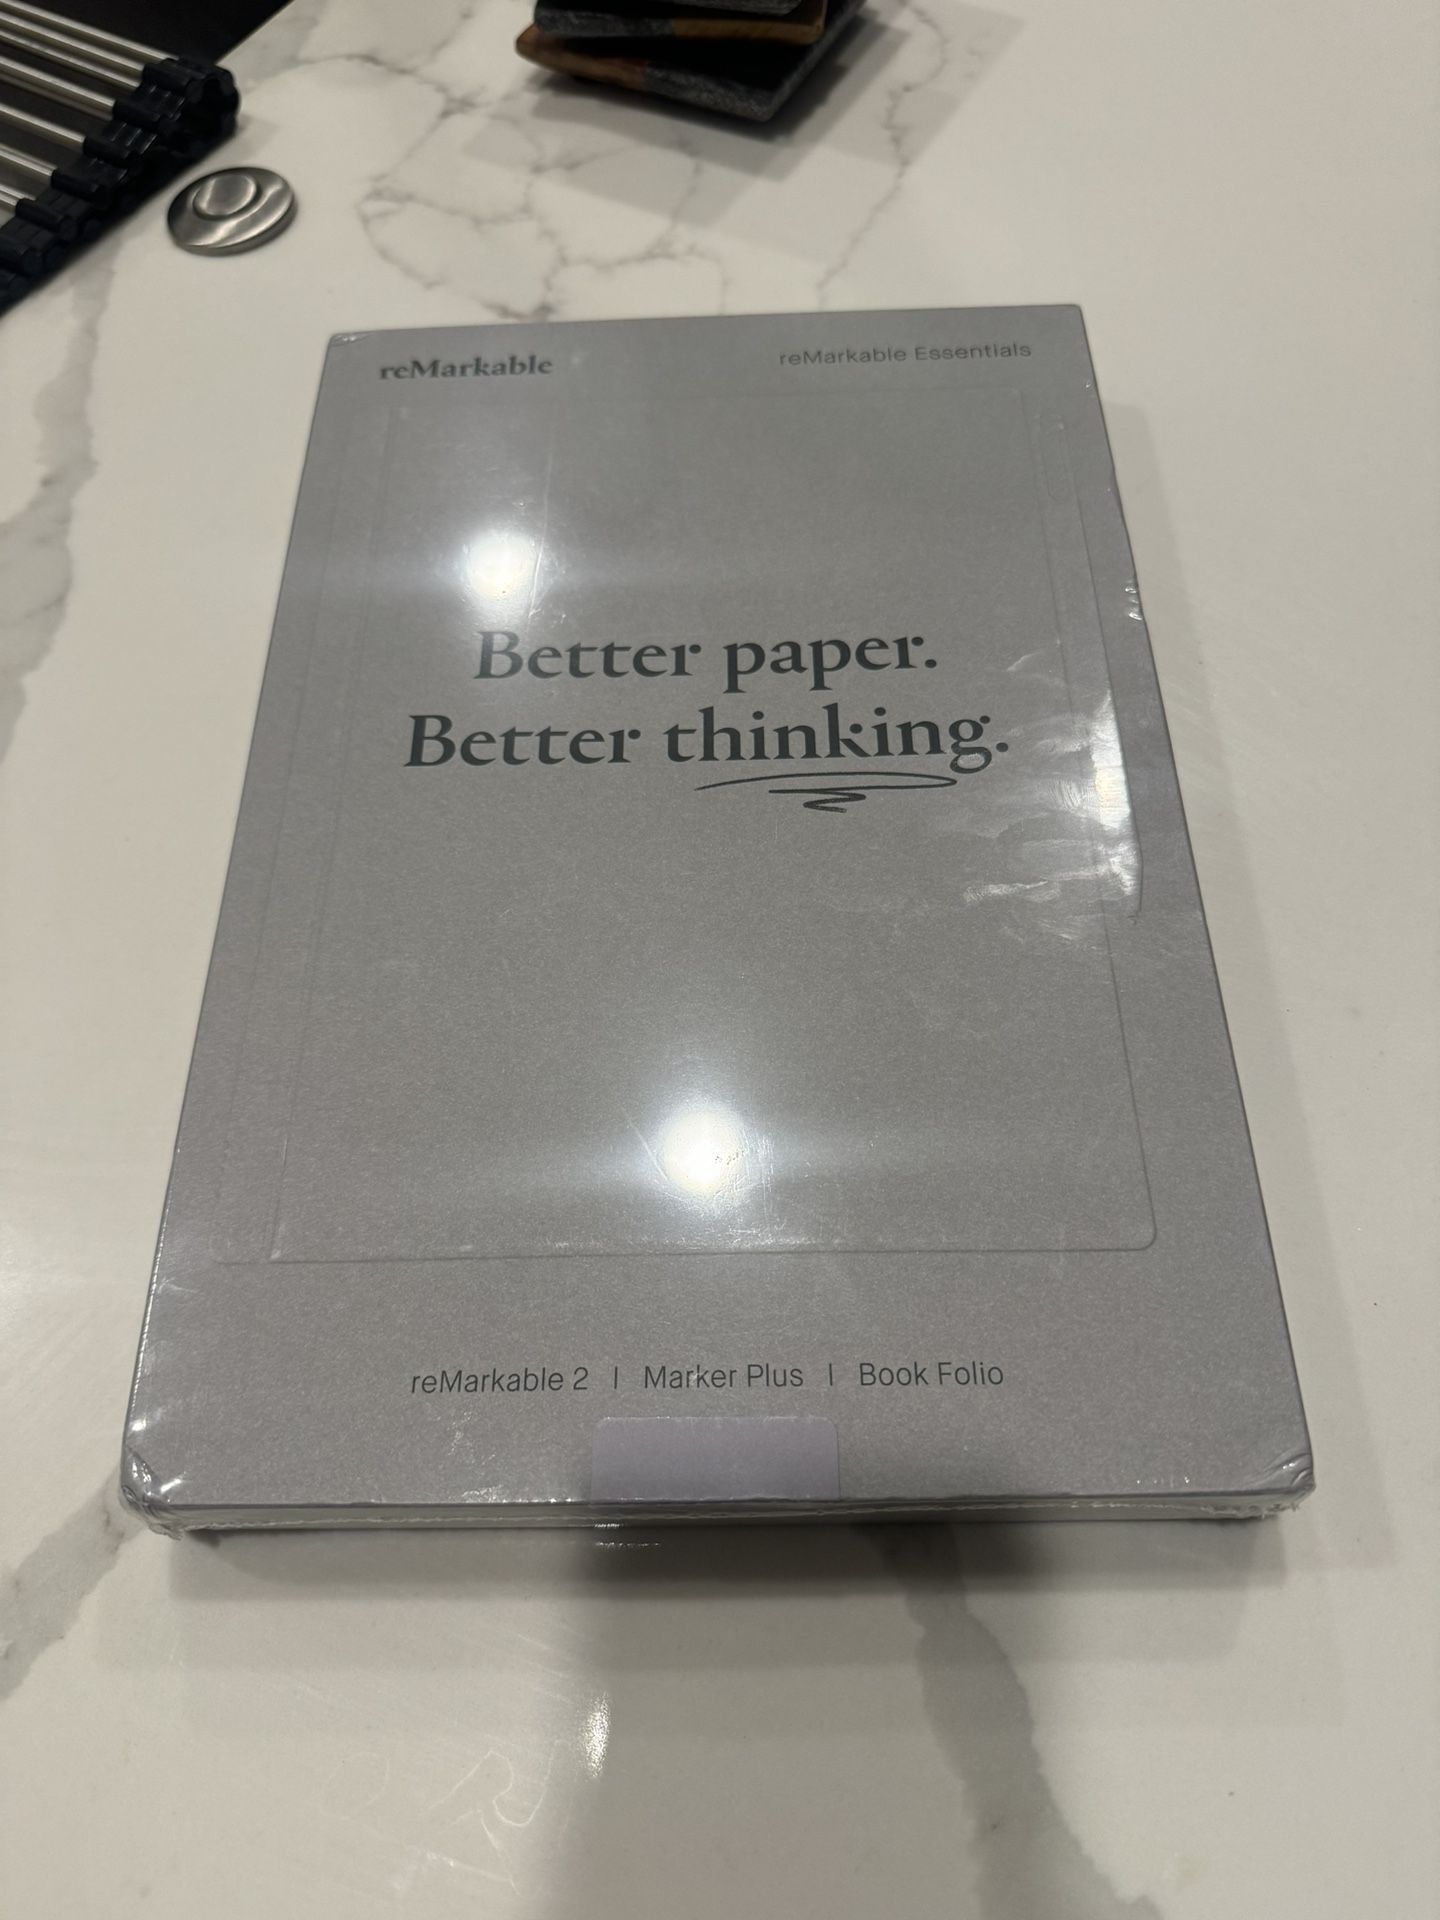 reMarkable
reMarkable Essentials
Better paper.
Better thinking.
reMarkable 2 | Marker Plus | Book Folio